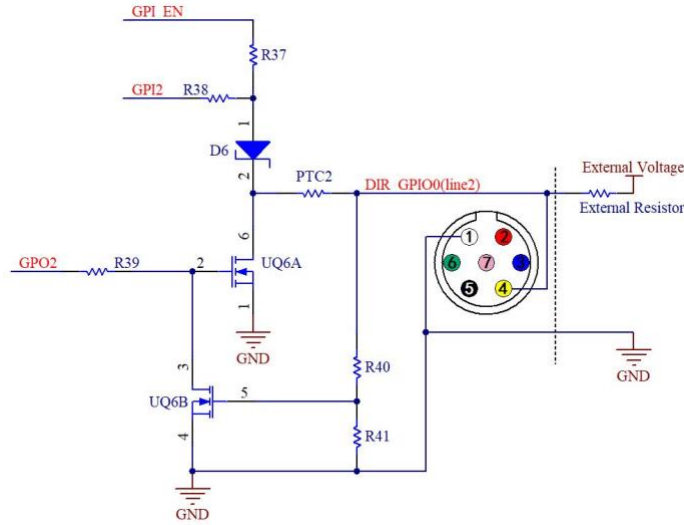 GPI_EN
R37
GPI2
R38
1
D6
2
PTC2
DIR_GPIO0(line2)
External Voltage
External Resistor
6
1
2
6
7
3
5
4
GPO2
R39
2
UQ6A
1
GND
GND
R40
3
UQ6B
5
4
R41
GND